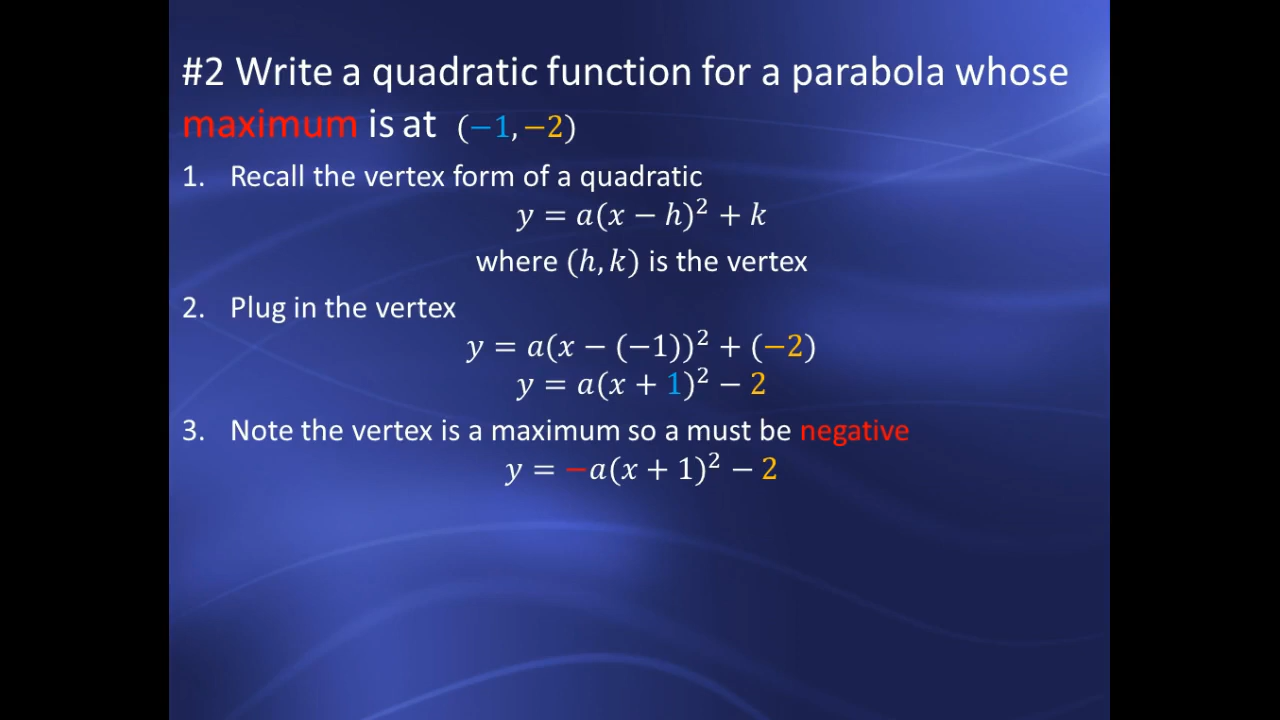 #2 Write a quadratic function for a parabola whose
maximum is at (−1, −2)
1. Recall the vertex form of a quadratic
y = a(x − h)² + k
where (h, k) is the vertex
2. Plug in the vertex
y = a(x − (−1))² + (−2)
y = a(x + 1)² − 2
3. Note the vertex is a maximum so a must be negative
y = −a(x + 1)² − 2